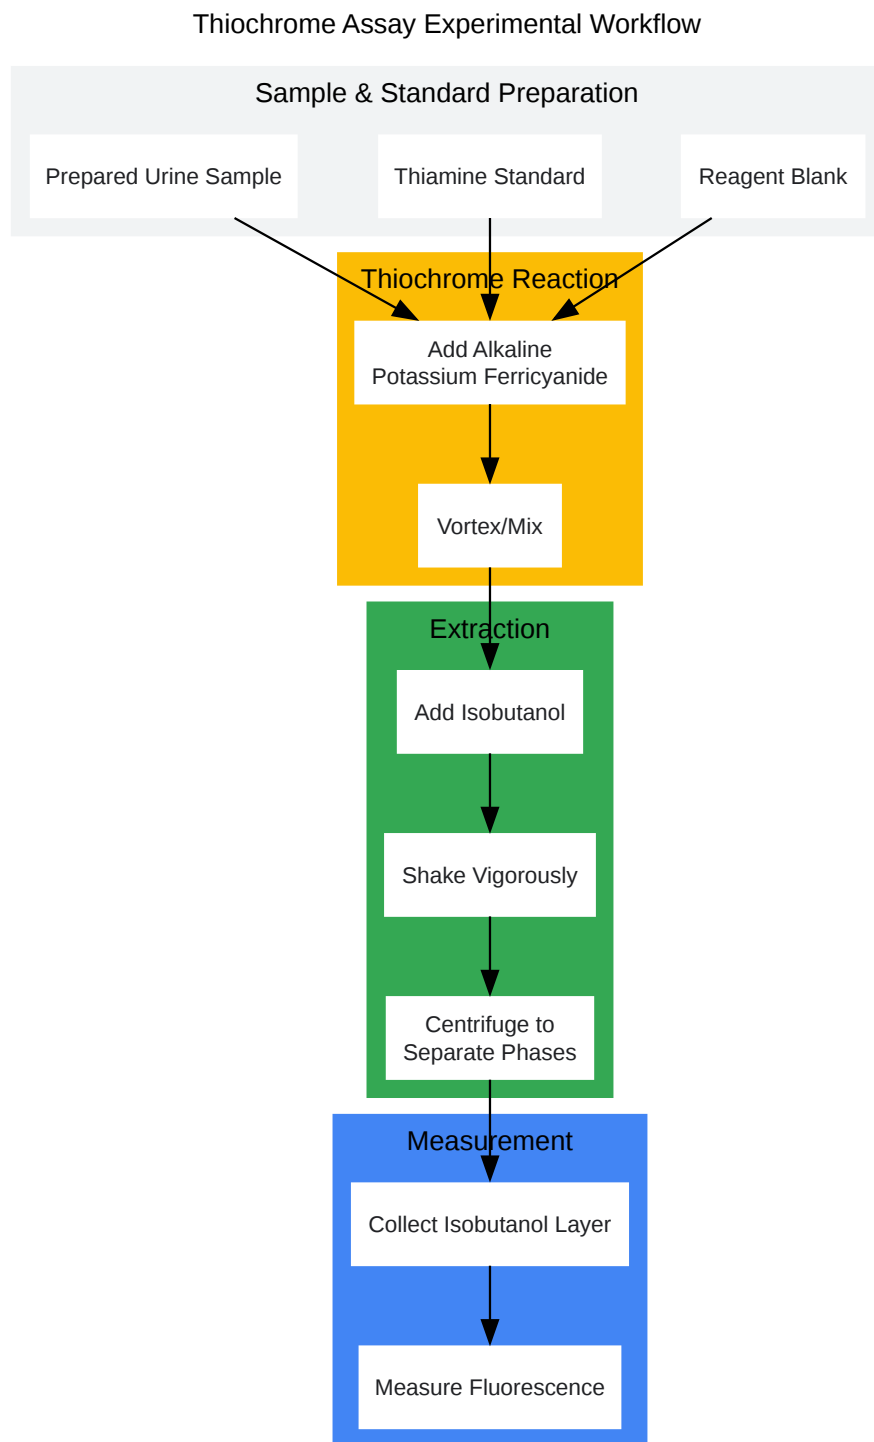 Thiochrome Assay Experimental Workflow
Sample & Standard Preparation
Prepared Urine Sample
Thiamine Standard
Reagent Blank
Thiochrome Reaction
Add Alkaline
Potassium Ferricyanide
Vortex/Mix
Extraction
Add Isobutanol
Shake Vigorously
Centrifuge to
Separate Phases
Measurement
Collect Isobutanol Layer
Measure Fluorescence